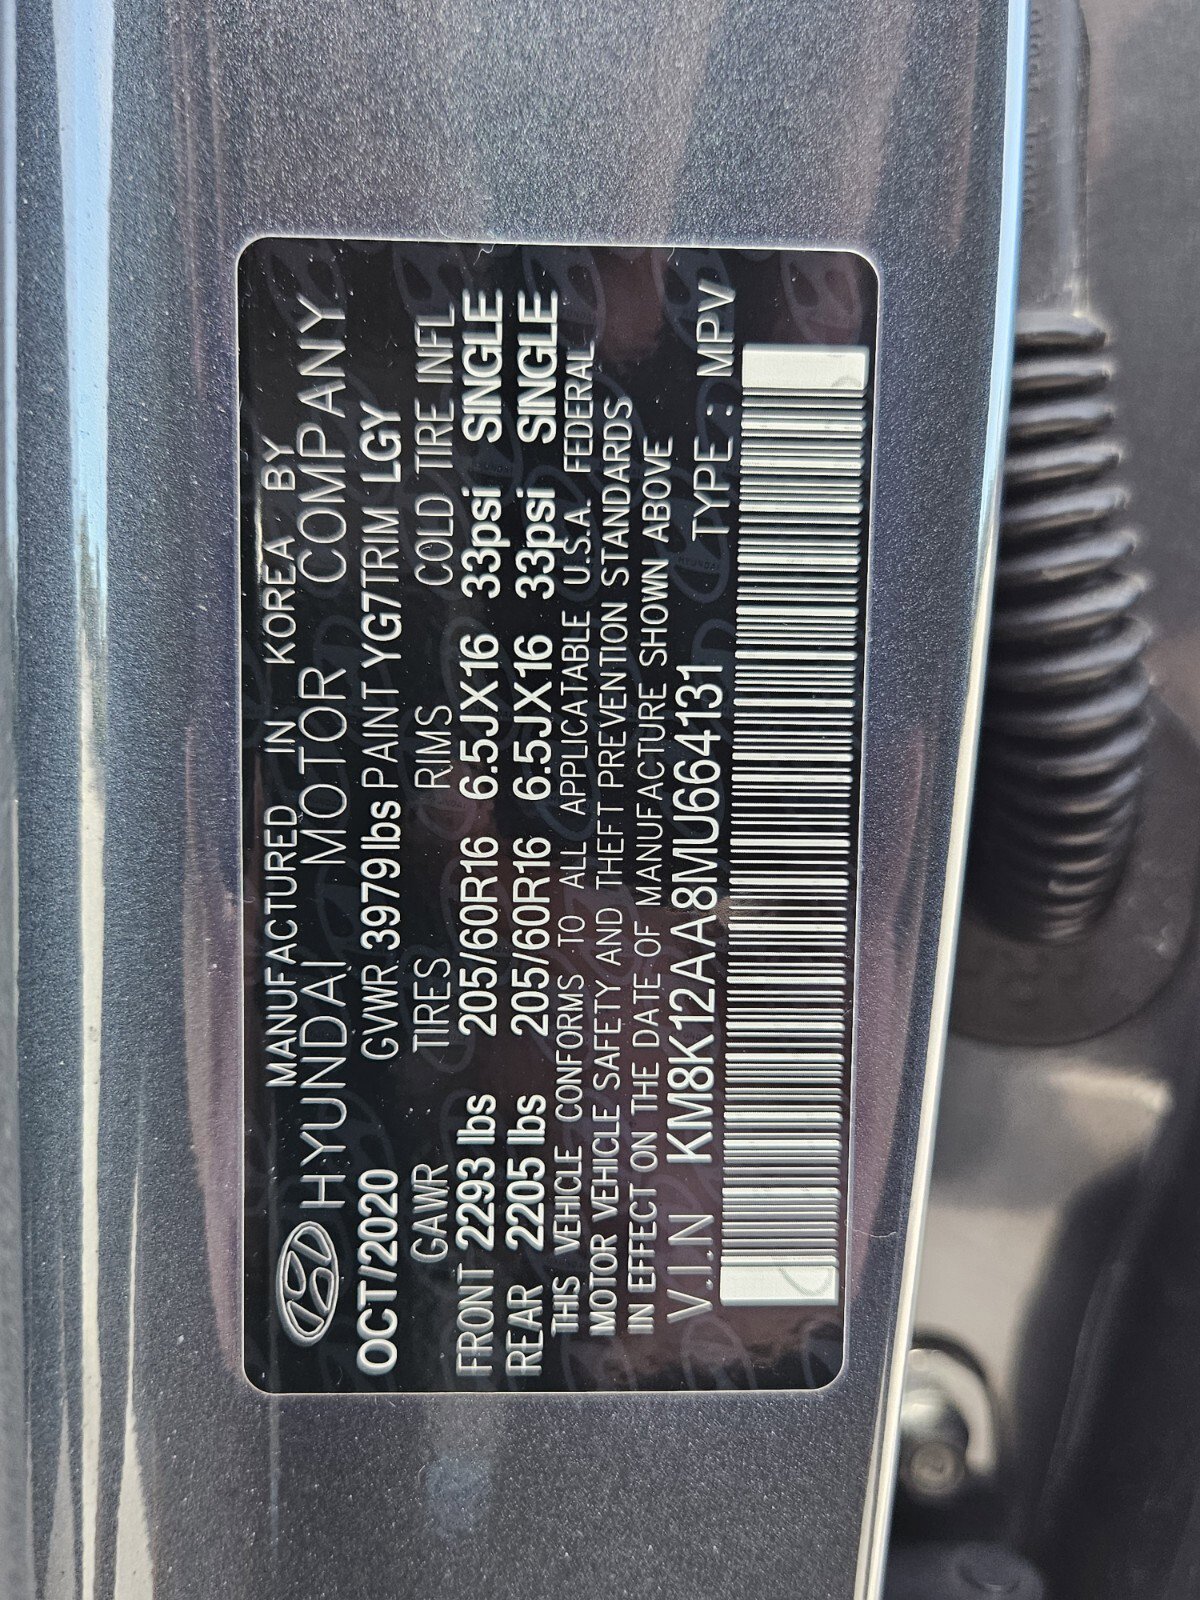 MANUFACTURED IN KOREA BY
HYUNDAI MOTOR COMPANY
OCT/2020 GVWR 3979 lbs PAINT YG7 TRIM LGY
GAWR TIRES RIMS COLD TIRE INFL
FRONT 2293 lbs 205/60R16 6.5JX16 33psi SINGLE
REAR 2205 lbs 205/60R16 6.5JX16 33psi SINGLE
THIS VEHICLE CONFORMS TO ALL APPLICATABLE U.S.A. FEDERAL
MOTOR VEHICLE SAFETY AND THEFT PREVENTION STANDARDS
IN EFFECT ON THE DATE OF MANUFACTURE SHOWN ABOVE
V.I.N KM8K12AA8MU664131 TYPE: MPV